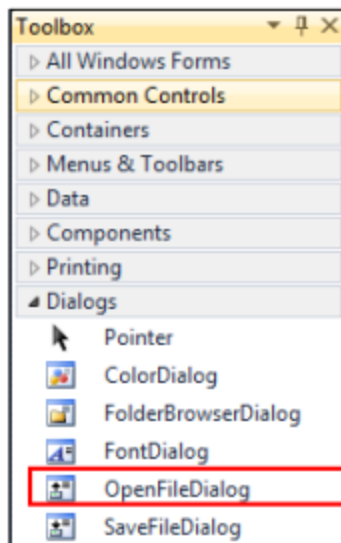 Toolbox
All Windows Forms
Common Controls
Containers
Menus & Toolbars
Data
Components
Printing
Dialogs
Pointer
ColorDialog
FolderBrowserDialog
FontDialog
OpenFileDialog
SaveFileDialog